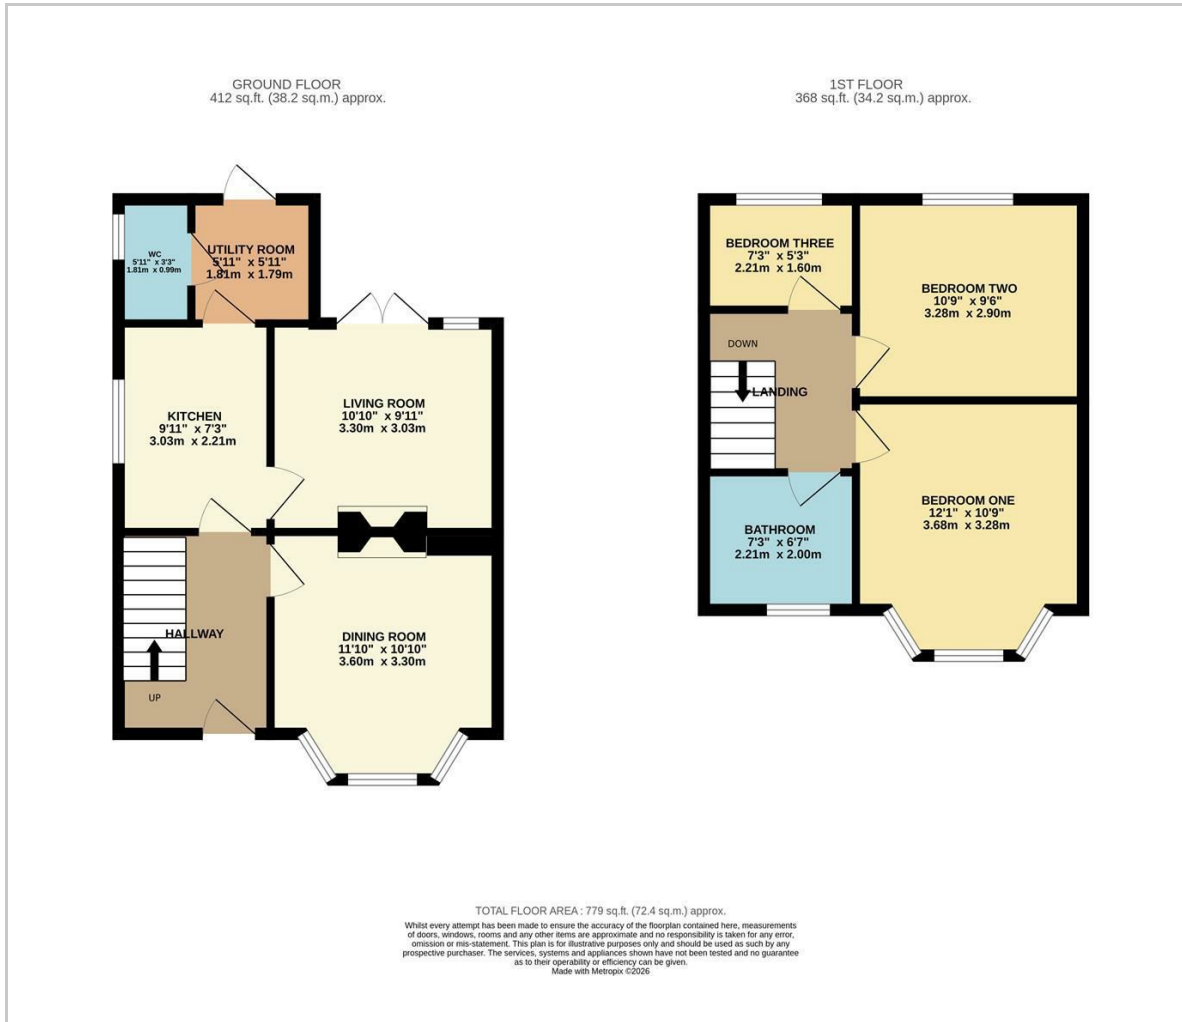 GROUND FLOOR
412 sq.ft. (38.2 sq.m.) approx.
1ST FLOOR
368 sq.ft. (34.2 sq.m.) approx.
WC
5'11" x 3'3"
1.81m x 0.99m
UTILITY ROOM
5'11" x 5'11"
1.81m x 1.79m
KITCHEN
9'11" x 7'3"
3.03m x 2.21m
LIVING ROOM
10'10" x 9'11"
3.30m x 3.03m
HALLWAY
UP
DINING ROOM
11'10" x 10'10"
3.60m x 3.30m
BEDROOM THREE
7'3" x 5'3"
2.21m x 1.60m
BEDROOM TWO
10'9" x 9'6"
3.28m x 2.90m
DOWN
LANDING
BEDROOM ONE
12'1" x 10'9"
3.68m x 3.28m
BATHROOM
7'3" x 6'7"
2.21m x 2.00m
TOTAL FLOOR AREA : 779 sq.ft. (72.4 sq.m.) approx.
Whilst every attempt has been made to ensure the accuracy of the floorplan contained here, measurements
of doors, windows, rooms and any other items are approximate and no responsibility is taken for any error,
omission or mis-statement. This plan is for illustrative purposes only and should be used as such by any
prospective purchaser. The services, systems and appliances shown have not been tested and no guarantee
as to their operability or efficiency can be given.
Made with Metropix ©2026